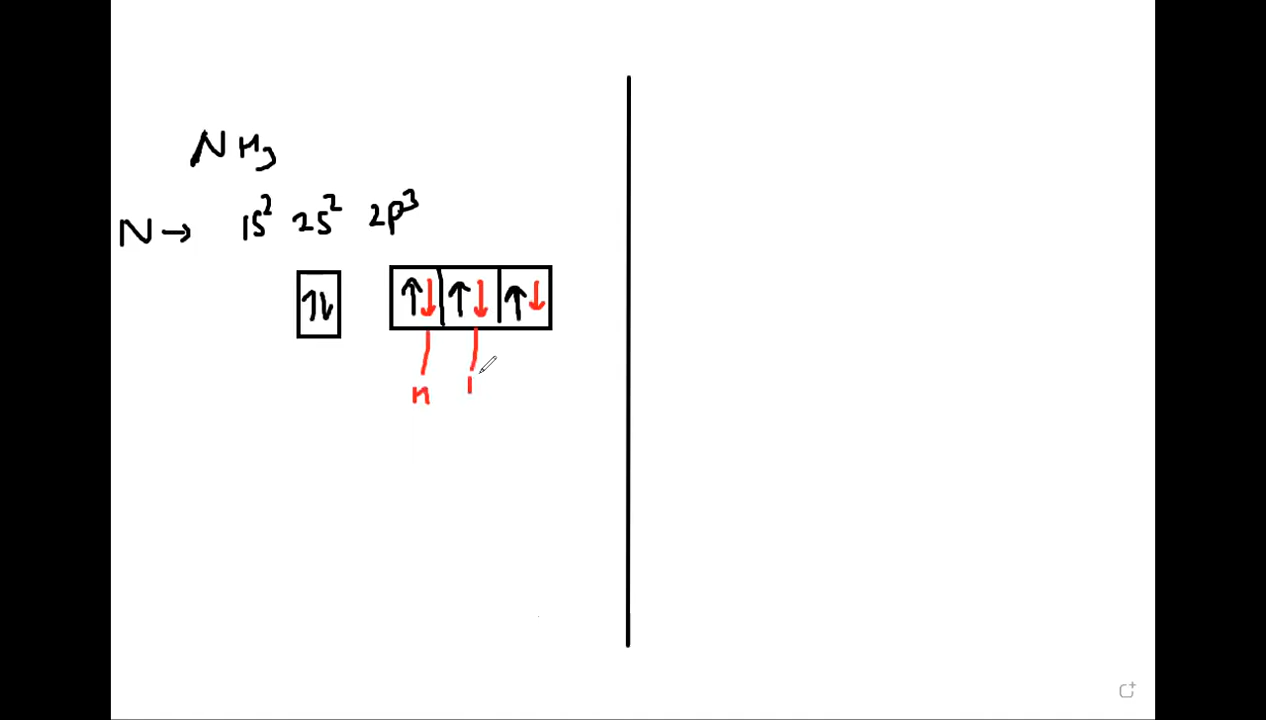 NH₃
N → 1S² 2S² 2p³
↑↓ ↑↓ ↑↓ ↑↓
H